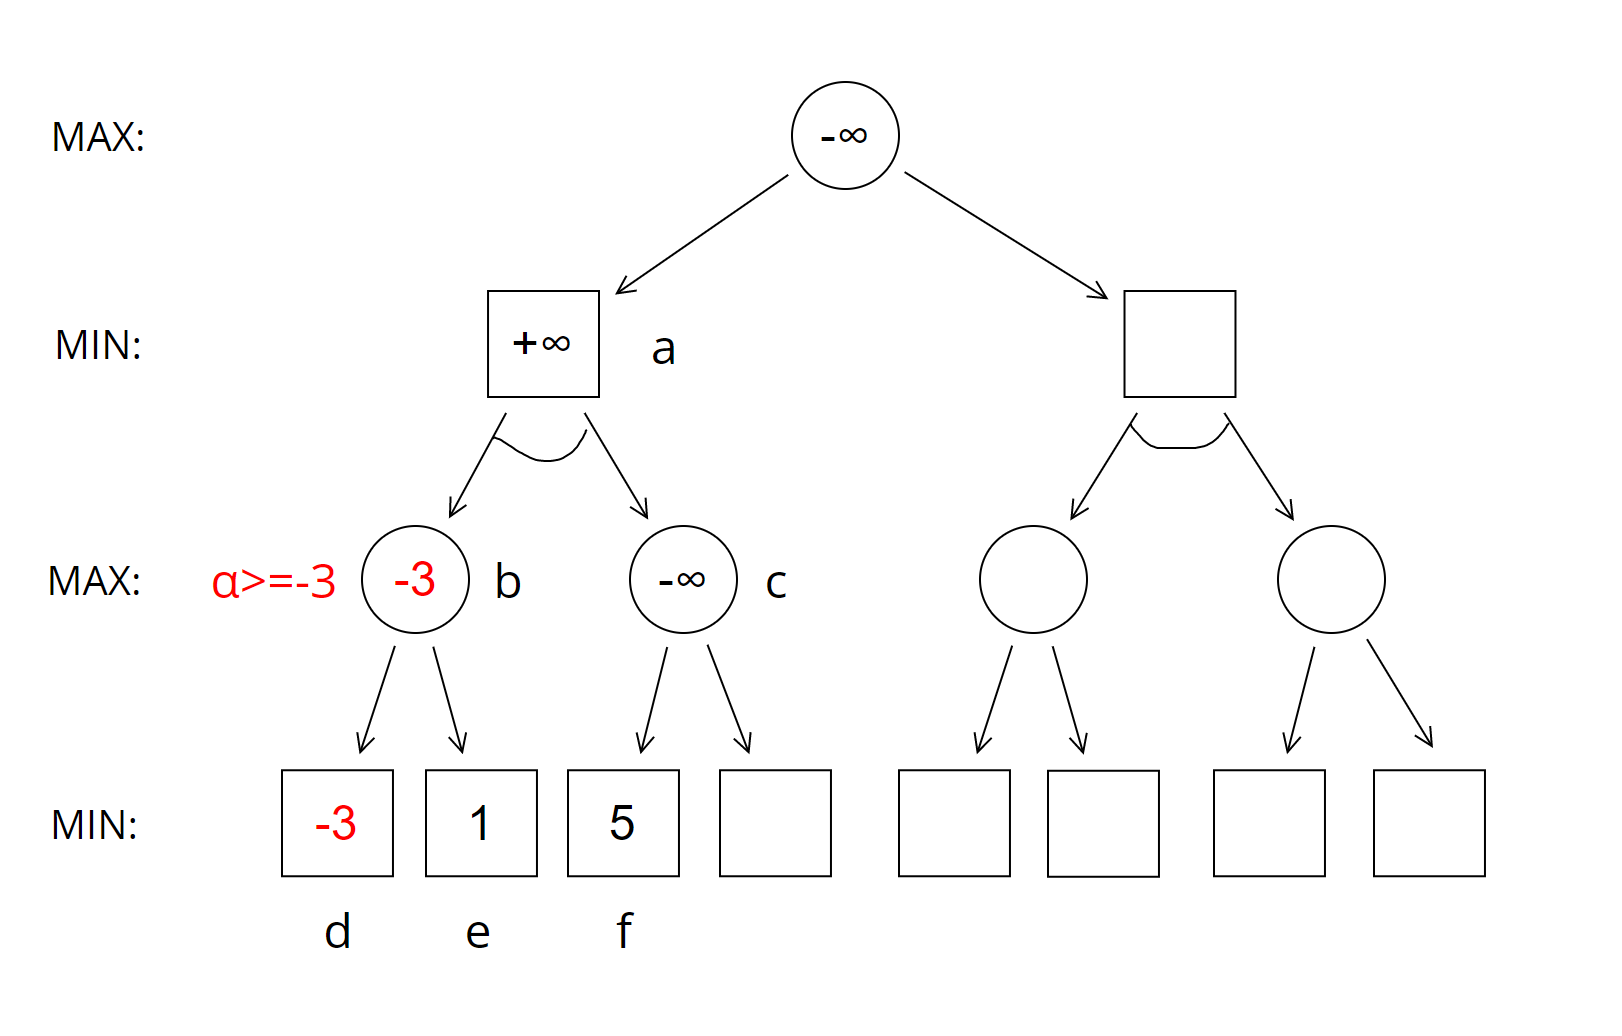 MAX: -∞
MIN: +∞ a
MAX: α>=-3 -3 b -∞ c
MIN: -3 1 5
d e f